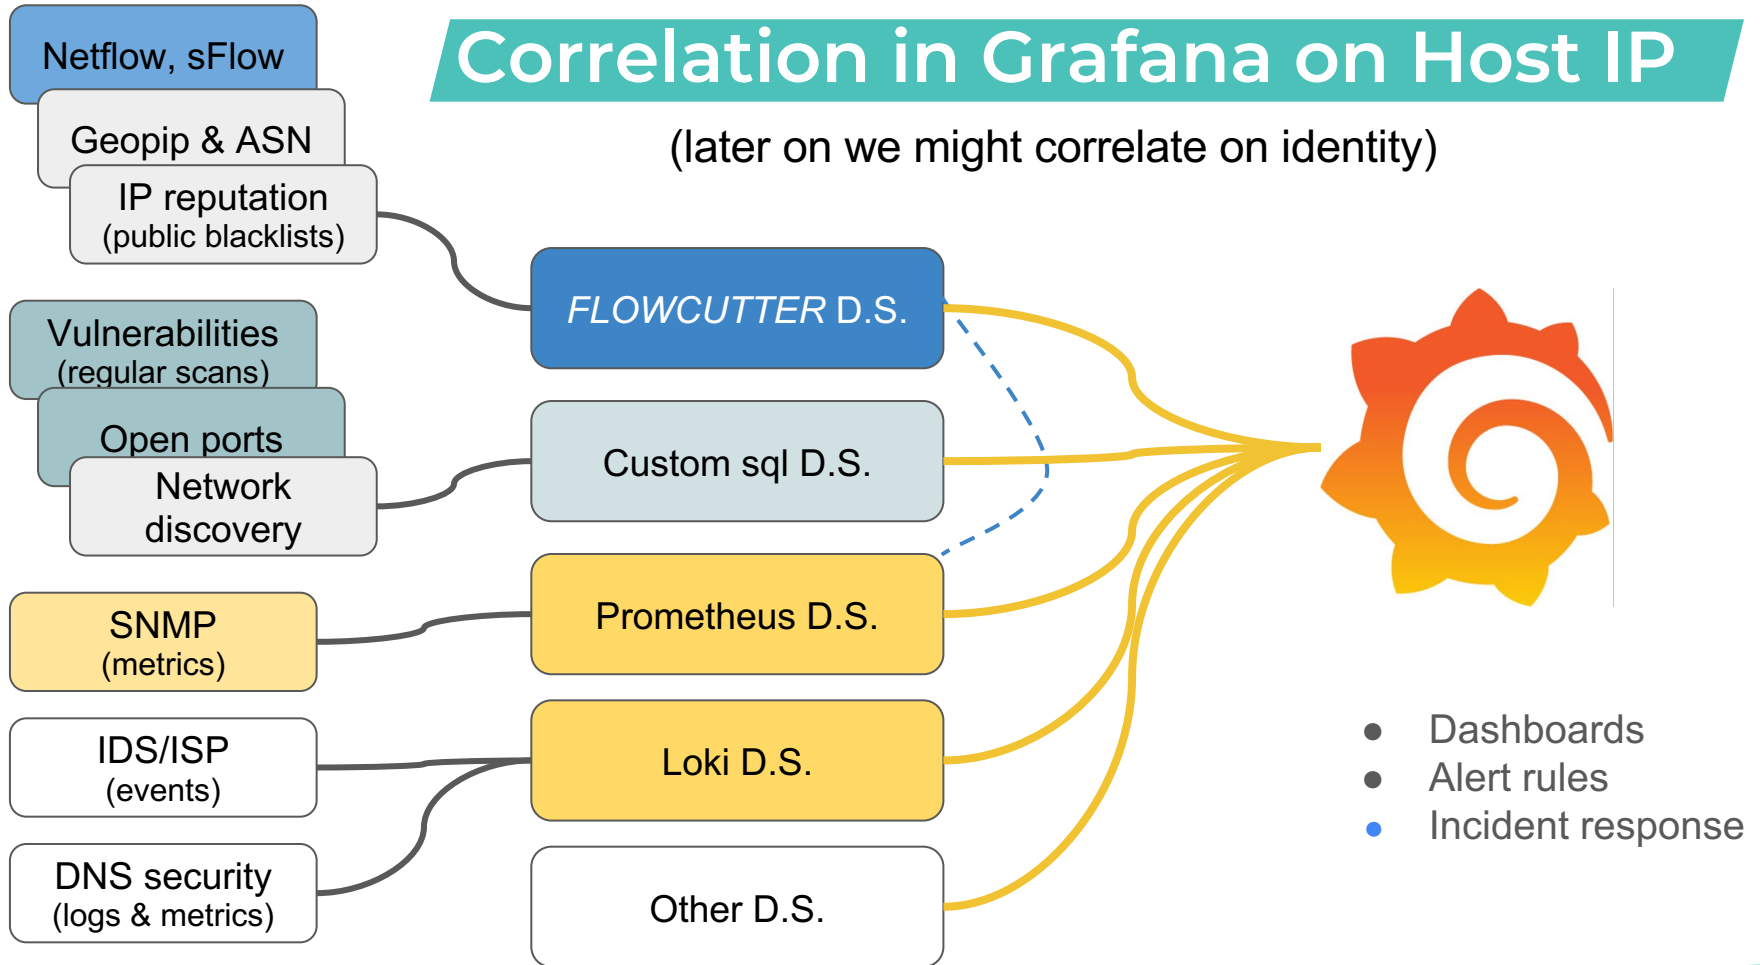 Correlation in Grafana on Host IP
(later on we might correlate on identity)
Netflow, sFlow
Geopip & ASN
IP reputation
(public blacklists)
Vulnerabilities
(regular scans)
Open ports
Network
discovery
SNMP
(metrics)
IDS/ISP
(events)
DNS security
(logs & metrics)
FLOWCUTTER D.S.
Custom sql D.S.
Prometheus D.S.
Loki D.S.
Other D.S.
● Dashboards
● Alert rules
● Incident response